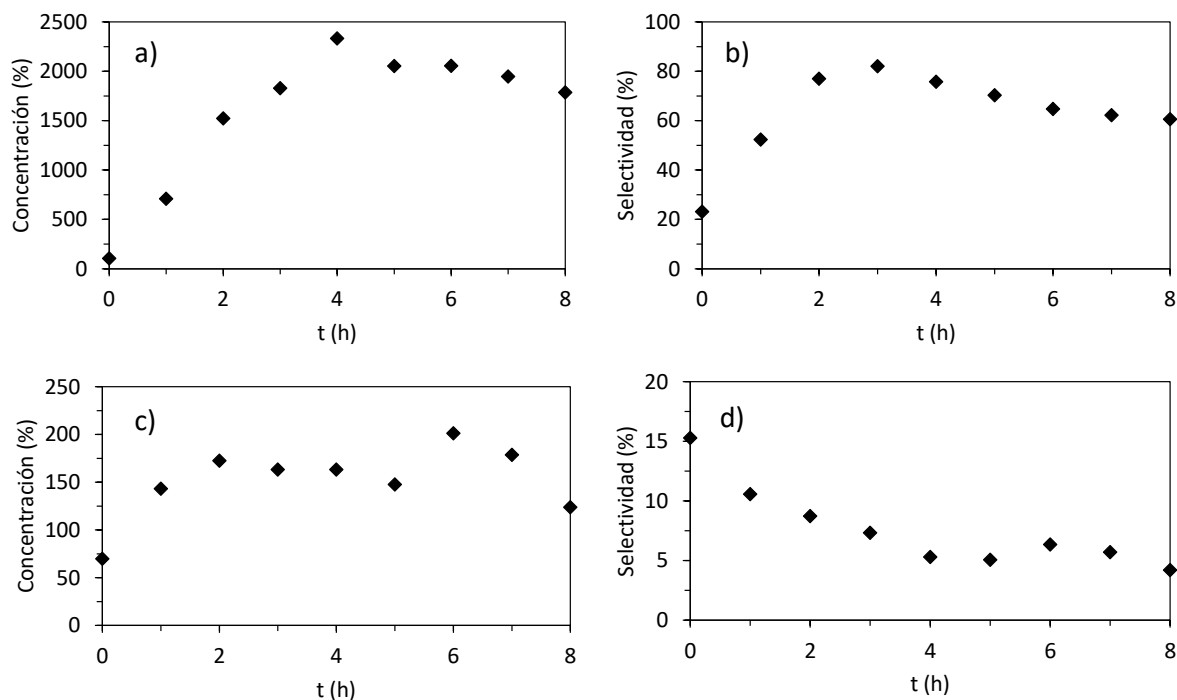 a)
Concentración (%)
2500
2000
1500
1000
500
0
0 2 4 6 8
t (h)
b)
Selectividad (%)
100
80
60
40
20
0
0 2 4 6 8
t (h)
c)
Concentración (%)
250
200
150
100
50
0
0 2 4 6 8
t (h)
d)
Selectividad (%)
20
15
10
5
0
0 2 4 6 8
t (h)